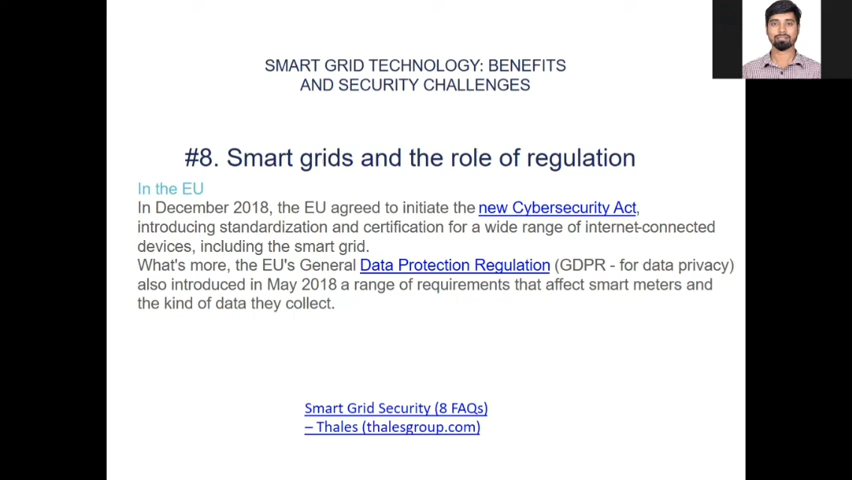 SMART GRID TECHNOLOGY: BENEFITS
AND SECURITY CHALLENGES
#8. Smart grids and the role of regulation
In the EU
In December 2018, the EU agreed to initiate the new Cybersecurity Act,
introducing standardization and certification for a wide range of internet-connected
devices, including the smart grid.
What's more, the EU's General Data Protection Regulation (GDPR - for data privacy)
also introduced in May 2018 a range of requirements that affect smart meters and
the kind of data they collect.
Smart Grid Security (8 FAQs)
– Thales (thalesgroup.com)